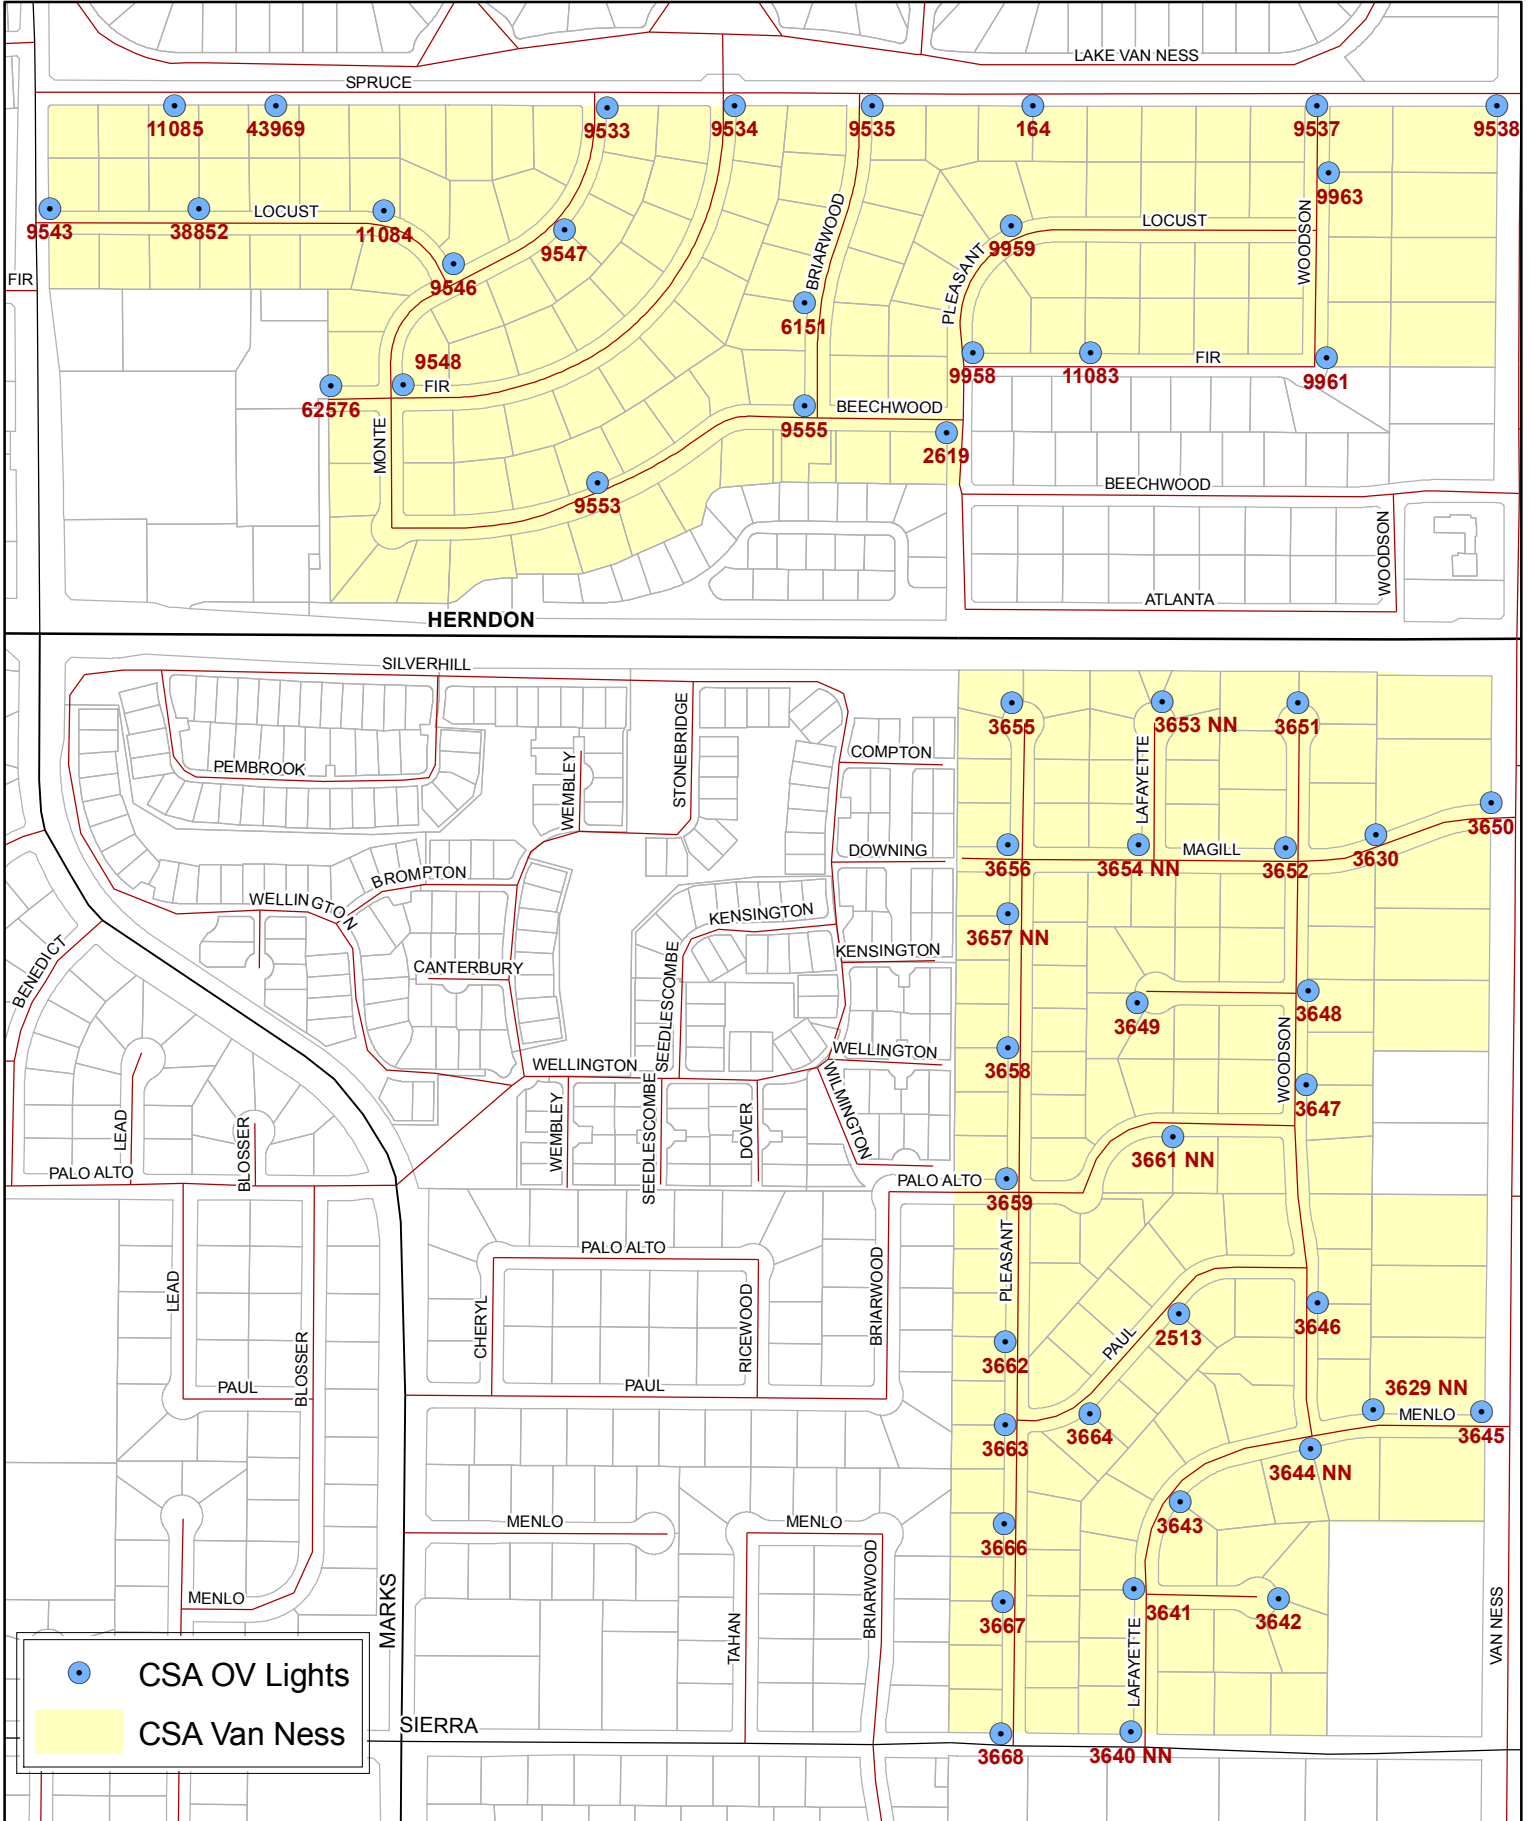 LAKE VAN NESS
SPRUCE
11085
43969
9533
9534
9535
164
9537
9538
9963
9543
38852
LOCUST
11084
9547
BRIARWOOD
9959
LOCUST
WOODSON
PLEASANT
FIR
9546
6151
9548
FIR
62576
9958
11083
FIR
9961
BEECHWOOD
9555
2619
MONTE
9553
BEECHWOOD
WOODSON
ATLANTA
HERNDON
SILVERHILL
STONEBRIDGE
3655
3653 NN
3651
COMPTON
PEMBROOK
WEMBLEY
LAFAYETTE
3650
3630
DOWNING
3656
3654 NN
MAGILL
3652
BROMPTON
WELLINGTON
KENSINGTON
3657 NN
KENSINGTON
BENEDICT
CANTERBURY
SEEDLESCOMBE
3649
3648
WELLINGTON
WELLINGTON
3658
WOODSON
WILMINGTON
3647
LEAD
BLOSSER
WEMBLEY
SEEDLESCOMBE
DOVER
3661 NN
PALO ALTO
PALO ALTO
3659
PALO ALTO
PLEASANT
LEAD
CHERYL
RICEWOOD
BRIARWOOD
3646
2513
PAUL
3662
BLOSSER
PAUL
PAUL
3629 NN
MENLO
3645
3663
3664
3644 NN
MENLO
MENLO
3643
3666
BRIARWOOD
MENLO
MARKS
TAHAN
3667
3641
3642
LAFAYETTE
VAN NESS
CSA OV Lights
CSA Van Ness
SIERRA
3668
3640 NN